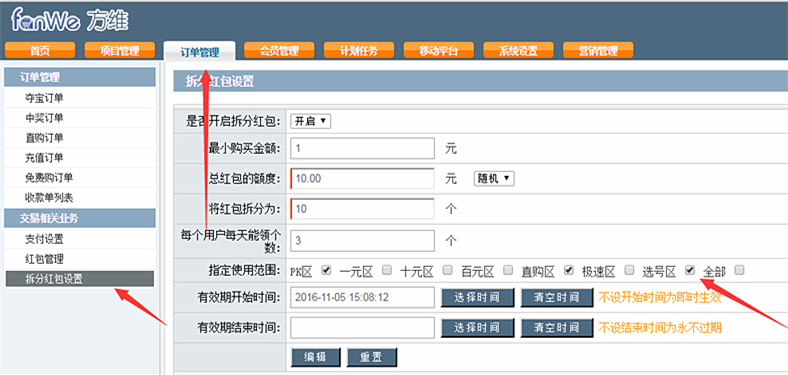 fanWe 方维
首页 项目管理 订单管理 会员管理 计划任务 移动平台 系统设置 营销管理
订单管理
夺宝订单
中奖订单
直购订单
充值订单
免费购订单
收款单列表
交易相关业务
支付设置
红包管理
拆分红包设置
拆分红包设置
是否开启拆分红包: 开启
最小购买金额: 1 元
总红包的额度: 10.00 元 随机
将红包拆分为: 10 个
每个用户每天能领个
数: 3 个
指定使用范围: PK区 一元区 十元区 百元区 直购区 极速区 选号区 全部
有效期开始时间: 2016-11-05 15:08:12 选择时间 清空时间 不设开始时间为即时生效
有效期结束时间: 选择时间 清空时间 不设结束时间为永不过期
编辑 重置